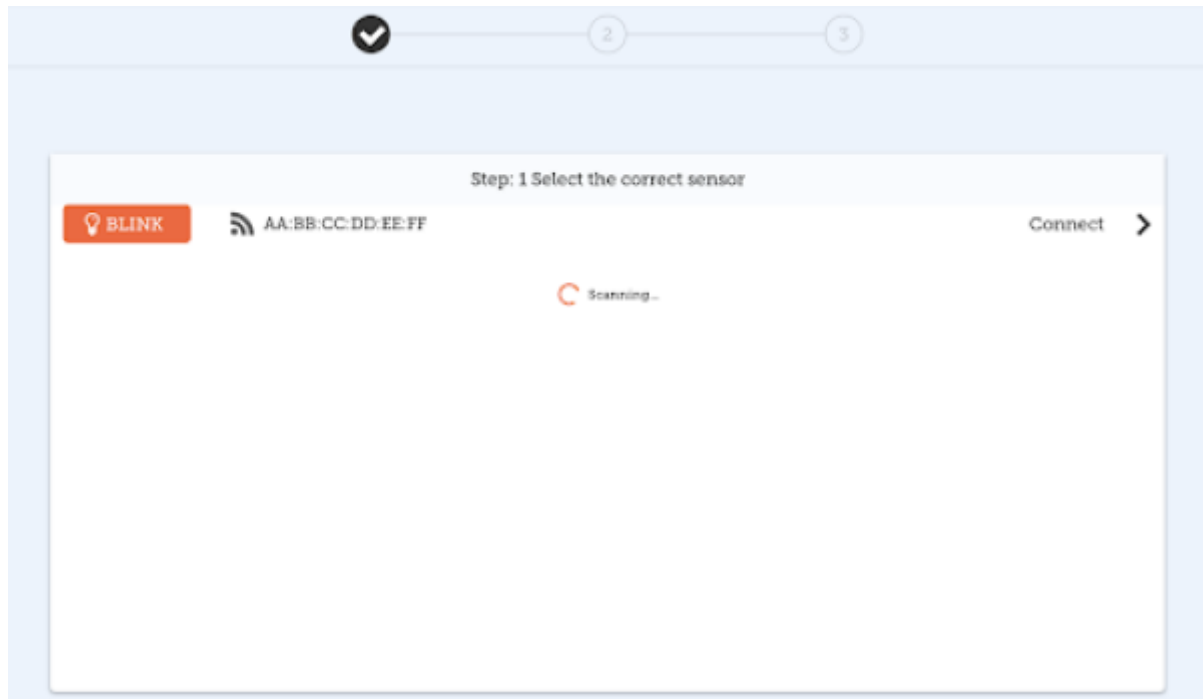 2 3
Step: 1 Select the correct sensor
BLINK AA:BB:CC:DD:EE:FF Connect
Scanning...